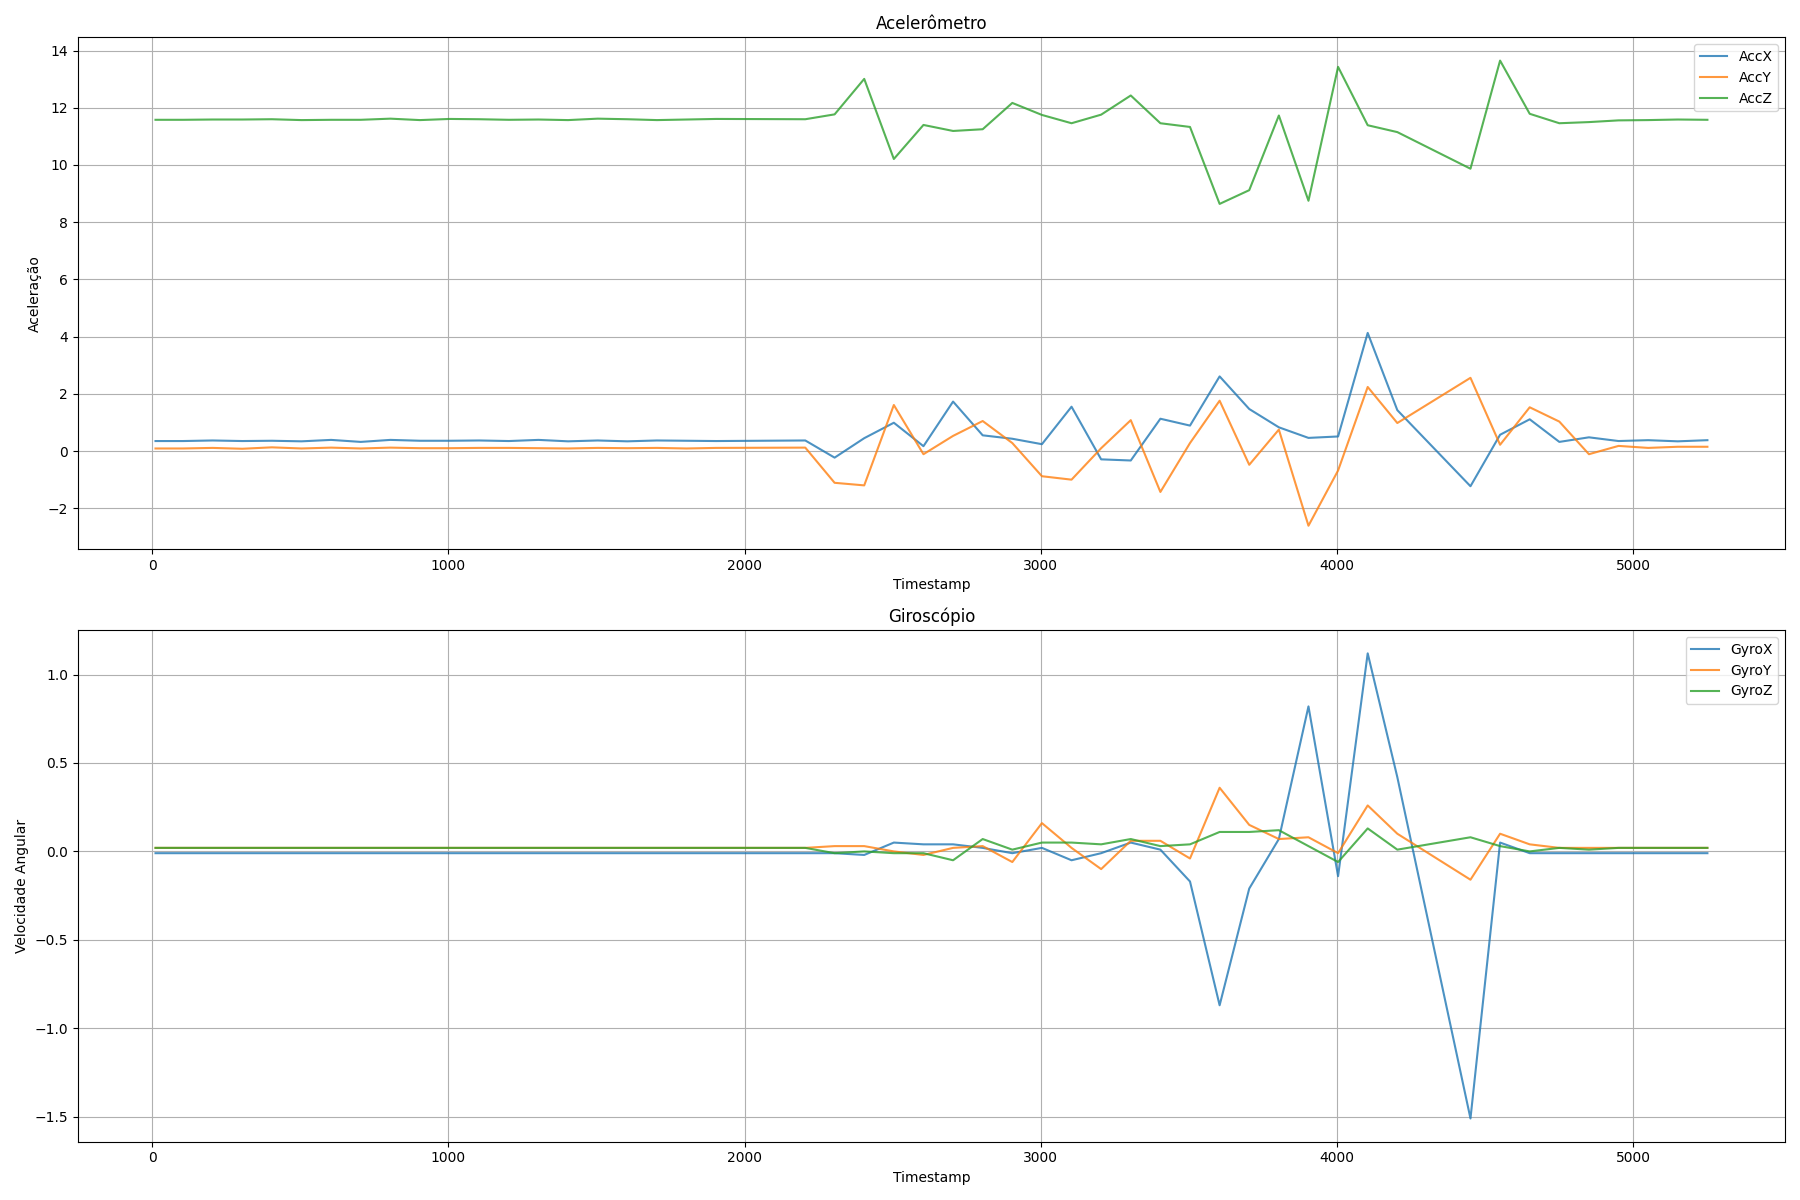 Acelerômetro
14
12
10
8
6
4
2
0
−2
Aceleração
AccX
AccY
AccZ
0 1000 2000 3000 4000 5000
Timestamp
Giroscópio
1.0
0.5
0.0
−0.5
−1.0
−1.5
Velocidade Angular
GyroX
GyroY
GyroZ
0 1000 2000 3000 4000 5000
Timestamp